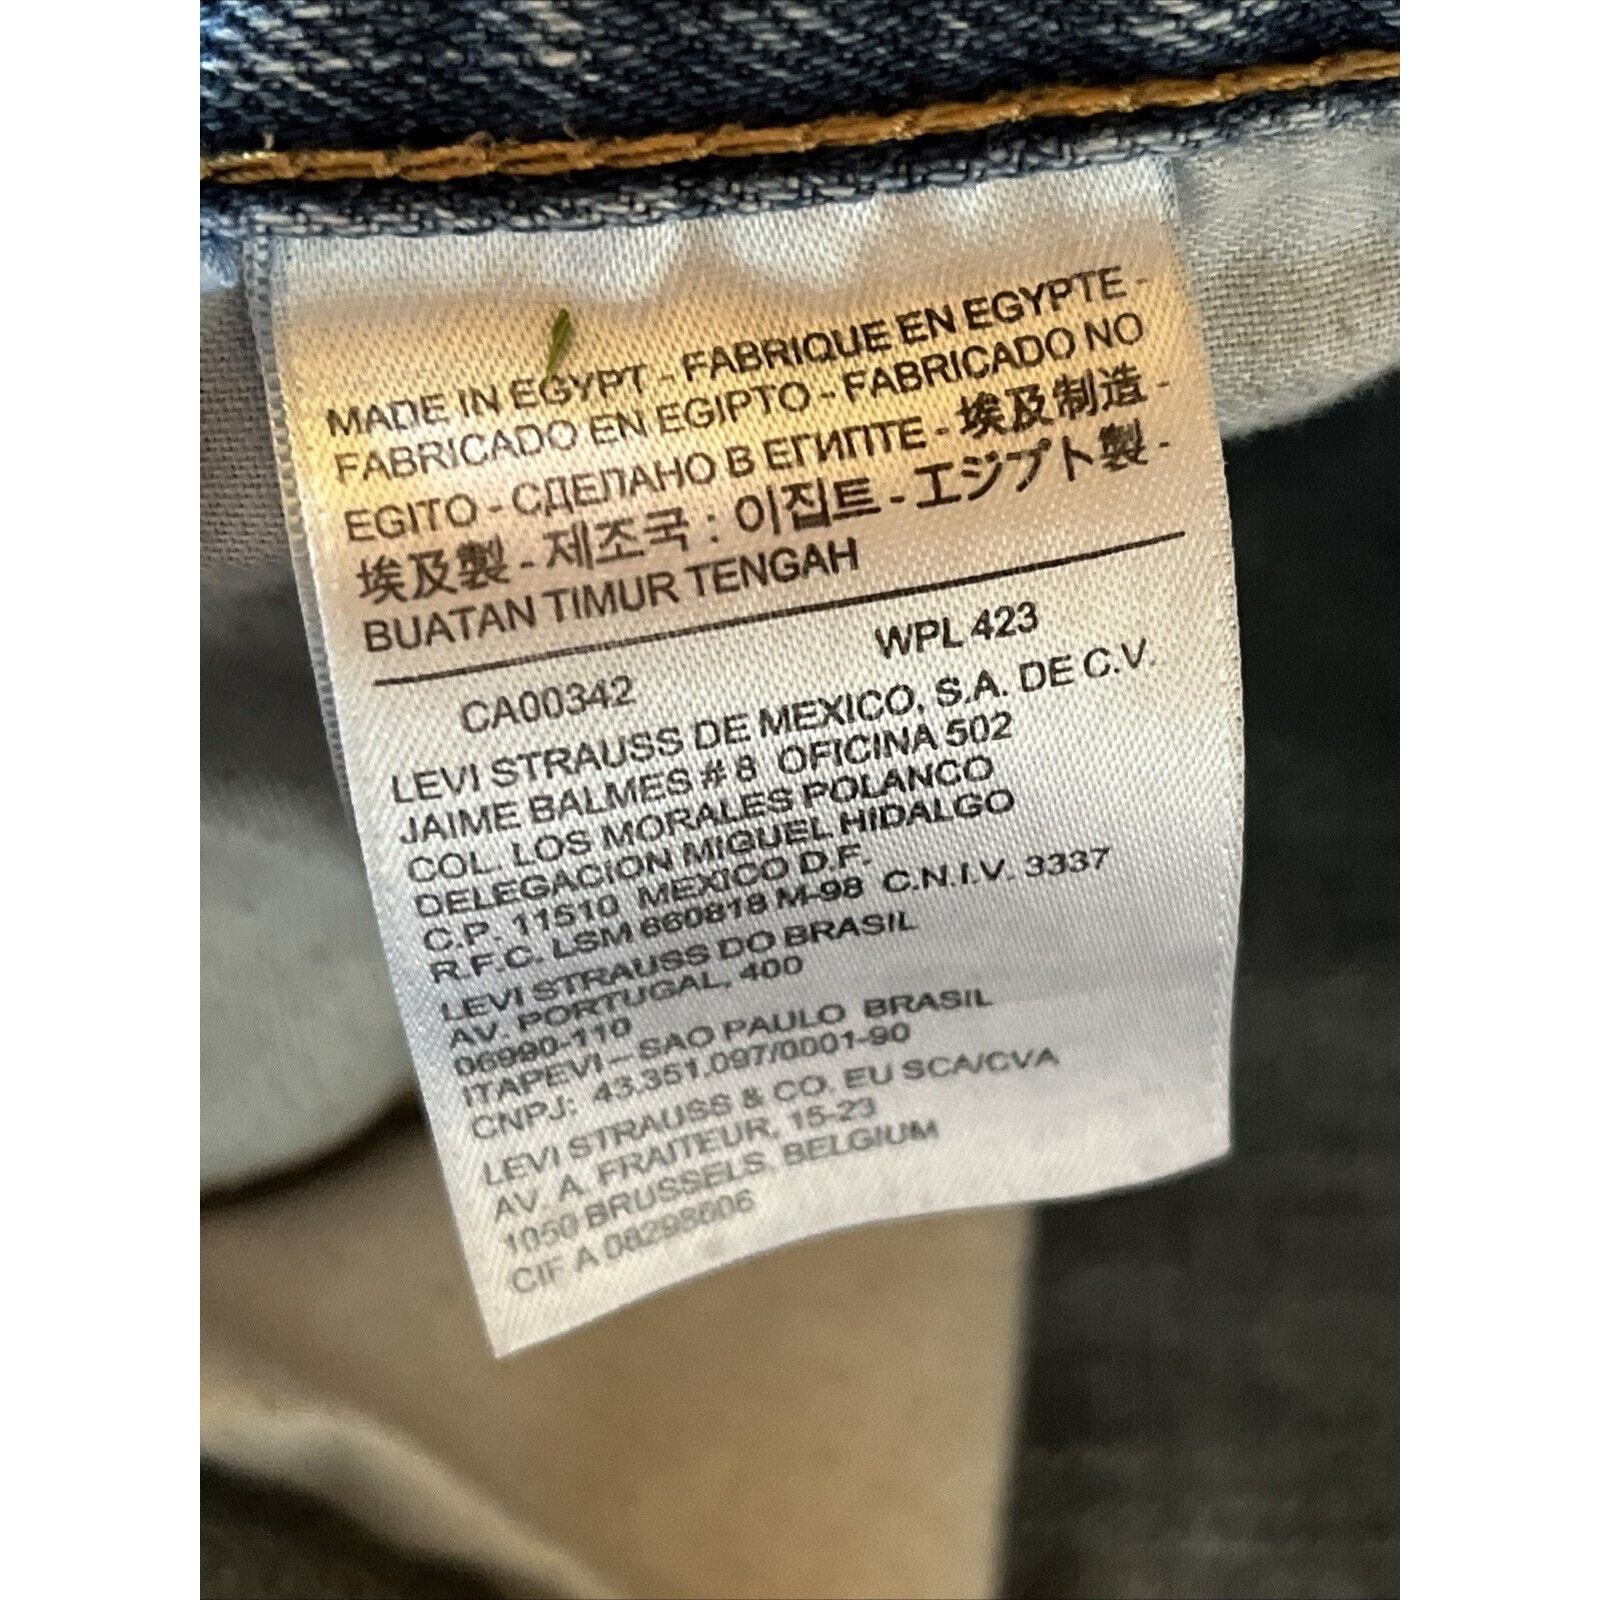 MADE IN EGYPT - FABRIQUE EN EGYPTE -
FABRICADO EN EGIPTO - FABRICADO NO
EGITO - СДЕЛАНО В ЕГИПТЕ - 埃及制造 -
埃及製 - 제조국 : 이집트 - エジプト製 -
BUATAN TIMUR TENGAH
WPL 423
CA00342
LEVI STRAUSS DE MEXICO, S.A. DE C.V.
JAIME BALMES # 8 OFICINA 502
COL. LOS MORALES POLANCO
DELEGACION MIGUEL HIDALGO
C.P. 11510 MEXICO D.F.
R.F.C. LSM 660818 M-98 C.N.I.V. 3337
LEVI STRAUSS DO BRASIL
AV. PORTUGAL, 400
06990-110
ITAPEVI – SAO PAULO BRASIL
CNPJ: 43.351.097/0001-90
LEVI STRAUSS & CO. EU SCA/CVA
AV. A. FRAITEUR, 15-23
1050 BRUSSELS, BELGIUM
CIF A 08298606